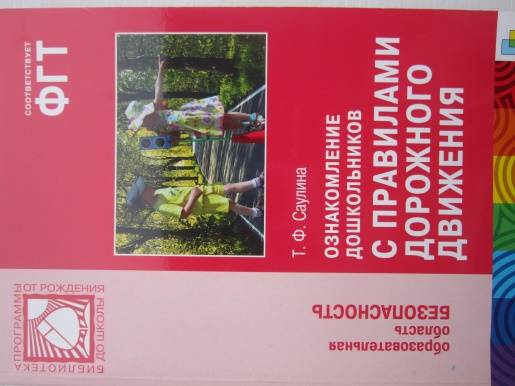 СООТВЕТСТВУЕТ
ФГТ
Т. Ф. Саулина
ОЗНАКОМЛЕНИЕ
ДОШКОЛЬНИКОВ
С ПРАВИЛАМИ
ДОРОЖНОГО
ДВИЖЕНИЯ
БИБЛИОТЕКА ПРОГРАММЫ ОТ РОЖДЕНИЯ ДО ШКОЛЫ
образовательная
область
БЕЗОПАСНОСТЬ